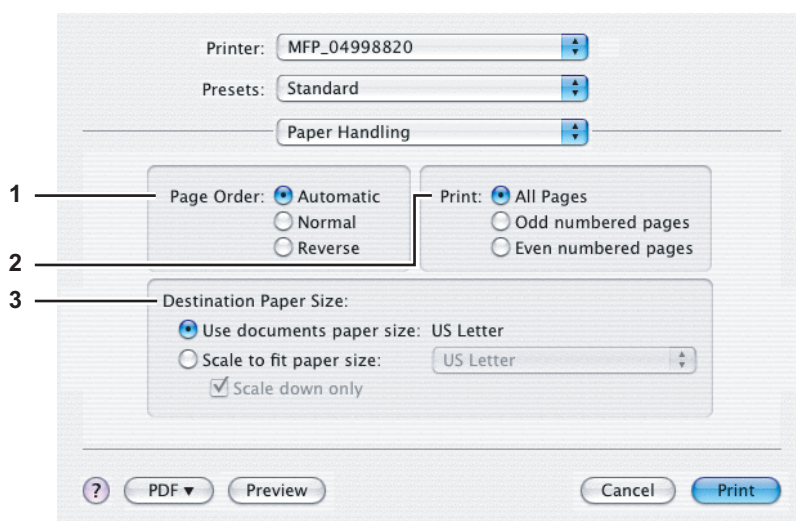 Printer: MFP_04998820
Presets: Standard
Paper Handling
1
Page Order: Automatic
Normal
Reverse
2
Print: All Pages
Odd numbered pages
Even numbered pages
3
Destination Paper Size:
Use documents paper size: US Letter
Scale to fit paper size: US Letter
Scale down only
? PDF ▼ Preview Cancel Print